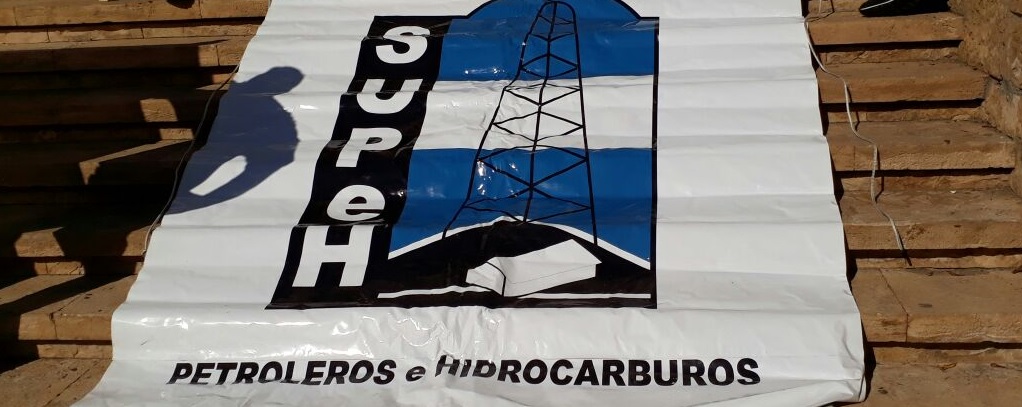 SUPeH
PETROLEROS e HIDROCARBUROS